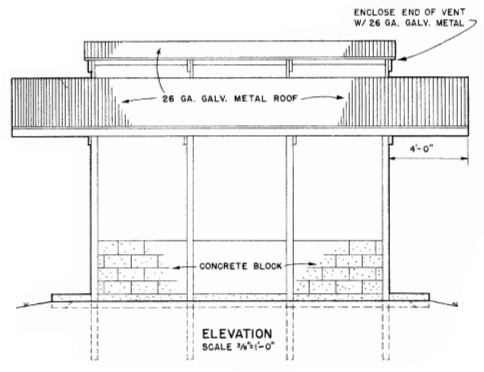 ENCLOSE END OF VENT
W/ 26 GA. GALV. METAL
26 GA. GALV. METAL ROOF
4'-0"
CONCRETE BLOCK
ELEVATION
SCALE 3/8"=1'-0"